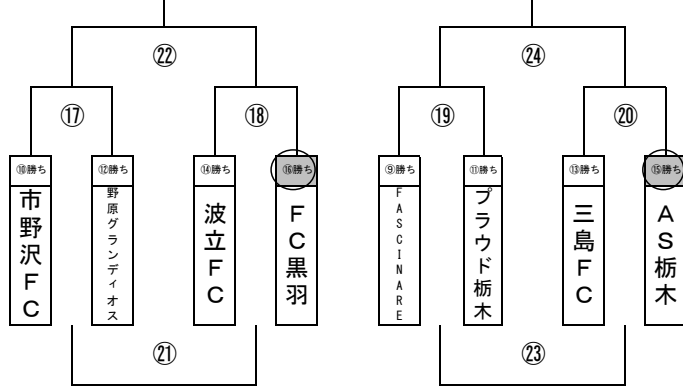 ㉒
㉔
⑰
⑱
⑲
⑳
⑩勝ち
⑫勝ち
⑭勝ち
⑯勝ち
⑨勝ち
⑪勝ち
⑬勝ち
⑮勝ち
市野沢FC
野原グランディオス
波立FC
FC黒羽
FASCINARE
プラウド栃木
三島FC
AS栃木
㉑
㉓